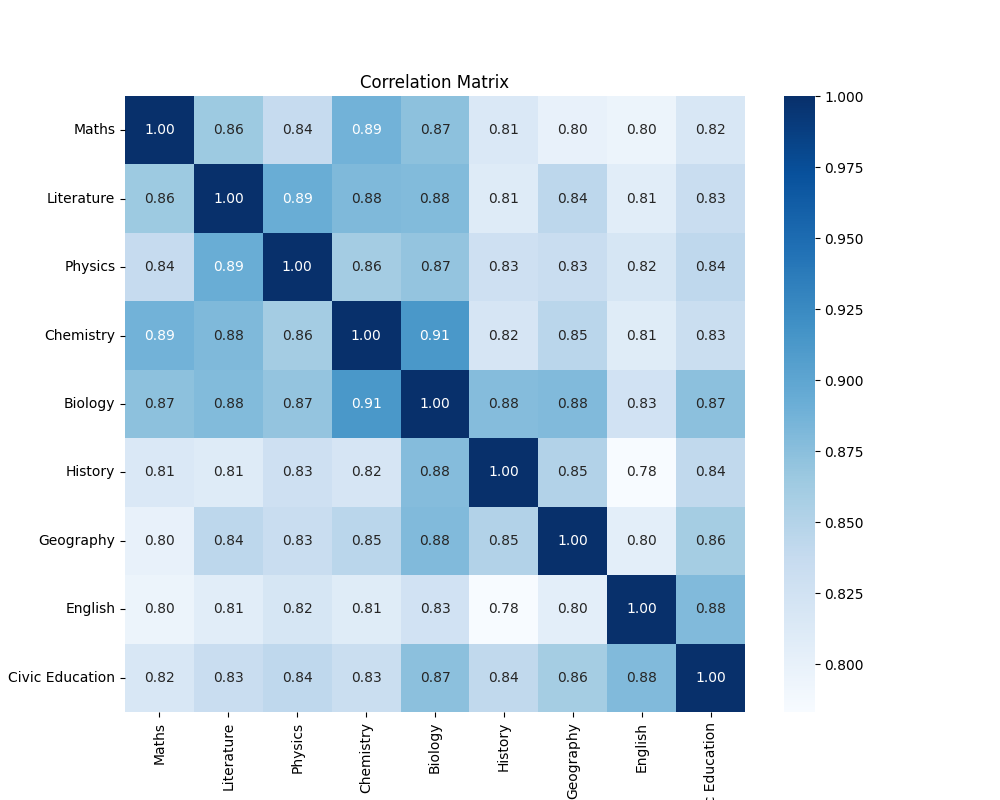 Correlation Matrix
Maths 1.00 0.86 0.84 0.89 0.87 0.81 0.80 0.80 0.82
Literature 0.86 1.00 0.89 0.88 0.88 0.81 0.84 0.81 0.83
Physics 0.84 0.89 1.00 0.86 0.87 0.83 0.83 0.82 0.84
Chemistry 0.89 0.88 0.86 1.00 0.91 0.82 0.85 0.81 0.83
Biology 0.87 0.88 0.87 0.91 1.00 0.88 0.88 0.83 0.87
History 0.81 0.81 0.83 0.82 0.88 1.00 0.85 0.78 0.84
Geography 0.80 0.84 0.83 0.85 0.88 0.85 1.00 0.80 0.86
English 0.80 0.81 0.82 0.81 0.83 0.78 0.80 1.00 0.88
Civic Education 0.82 0.83 0.84 0.83 0.87 0.84 0.86 0.88 1.00
Maths
Literature
Physics
Chemistry
Biology
History
Geography
English
c Education
1.000
0.975
0.950
0.925
0.900
0.875
0.850
0.825
0.800